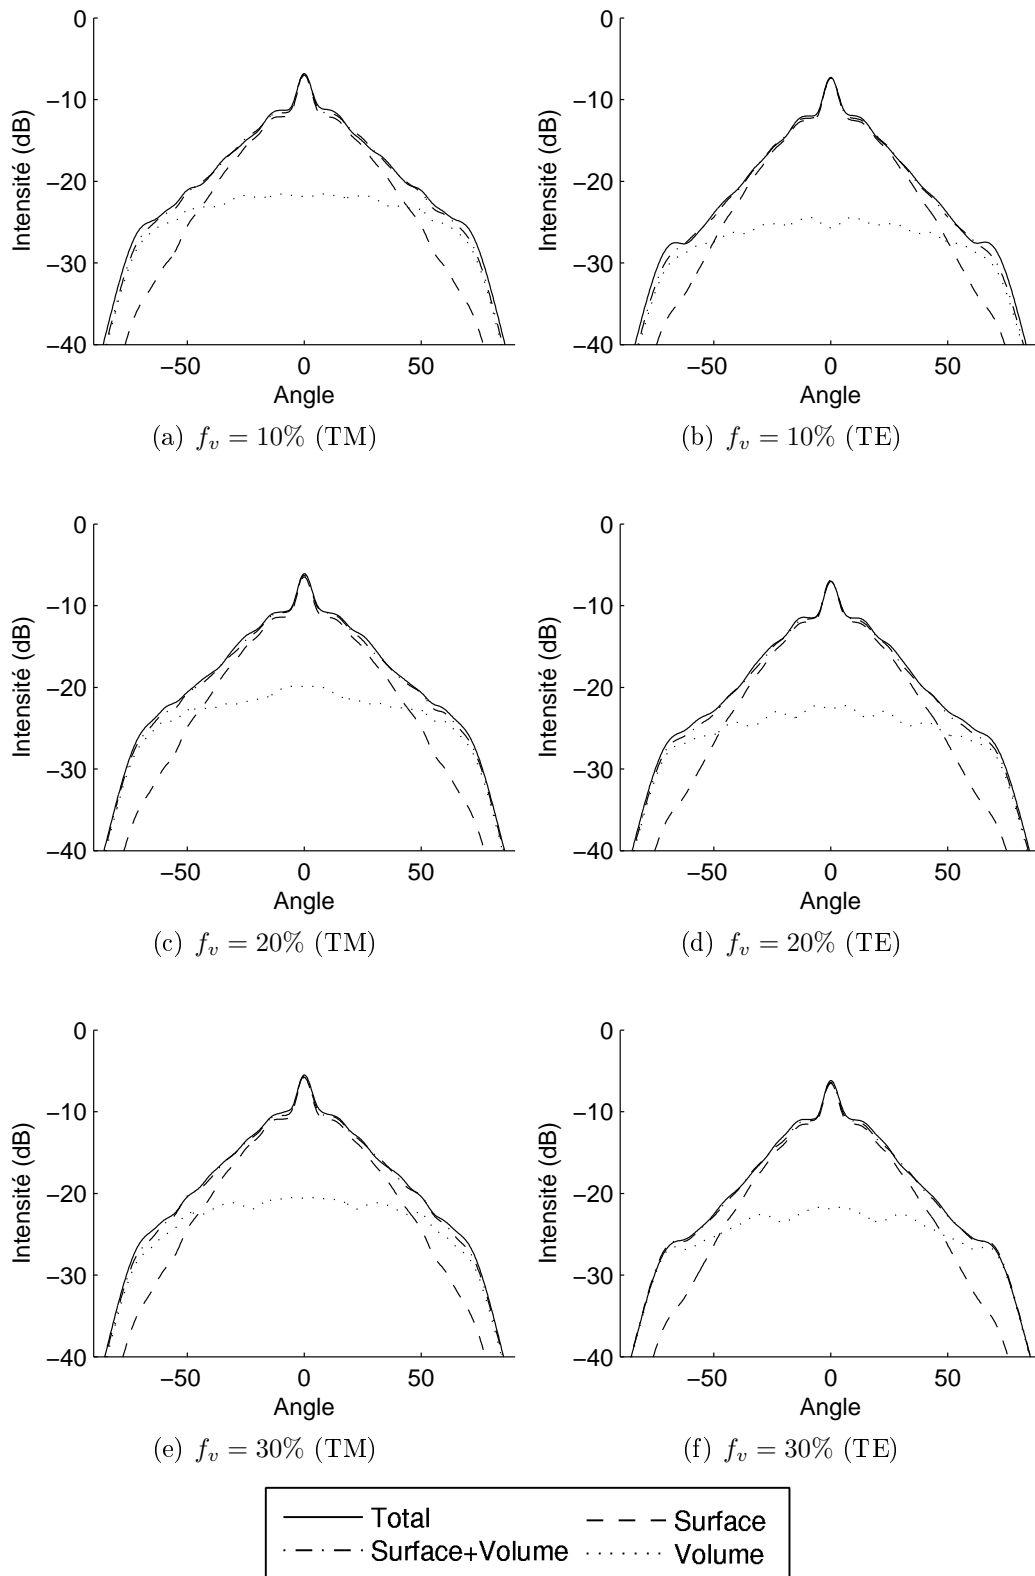 0
−10
−20
−30
−40
Intensité (dB)
−50 0 50
Angle
(a) f_v = 10% (TM)
0
−10
−20
−30
−40
Intensité (dB)
−50 0 50
Angle
(b) f_v = 10% (TE)
0
−10
−20
−30
−40
Intensité (dB)
−50 0 50
Angle
(c) f_v = 20% (TM)
0
−10
−20
−30
−40
Intensité (dB)
−50 0 50
Angle
(d) f_v = 20% (TE)
0
−10
−20
−30
−40
Intensité (dB)
−50 0 50
Angle
(e) f_v = 30% (TM)
0
−10
−20
−30
−40
Intensité (dB)
−50 0 50
Angle
(f) f_v = 30% (TE)
Total
Surface
Surface+Volume
Volume